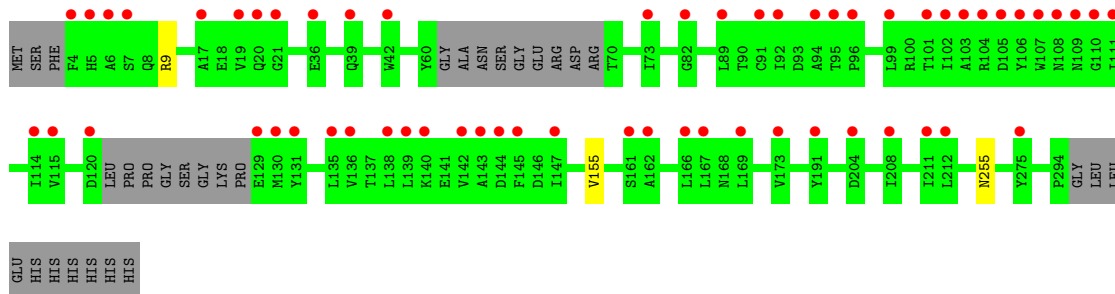 MET SER PHE F4 H5 A6 S7 Q8 R9 A17 E18 V19 Q20 G21 E36 Q39 W42 Y60 GLY ALA ASN SER GLY GLU ARG ASP ARG T70 I73 G82 L89 T90 C91 I92 D93 A94 T95 P96 L99 R100 T101 I102 A103 R104 D105 Y106 W107 N108 N109 G110 I111
I114 V115 D120 LEU PRO PRO GLY SER GLY LYS PRO E129 M130 Y131 L135 V136 T137 L138 L139 K140 E141 V142 A143 D144 F145 D146 I147 V155 S161 A162 L166 L167 N168 L169 V173 Y191 D204 I208 I211 L212 N255 Y275 P294 GLY LEU LEU
GLU HIS HIS HIS HIS HIS HIS